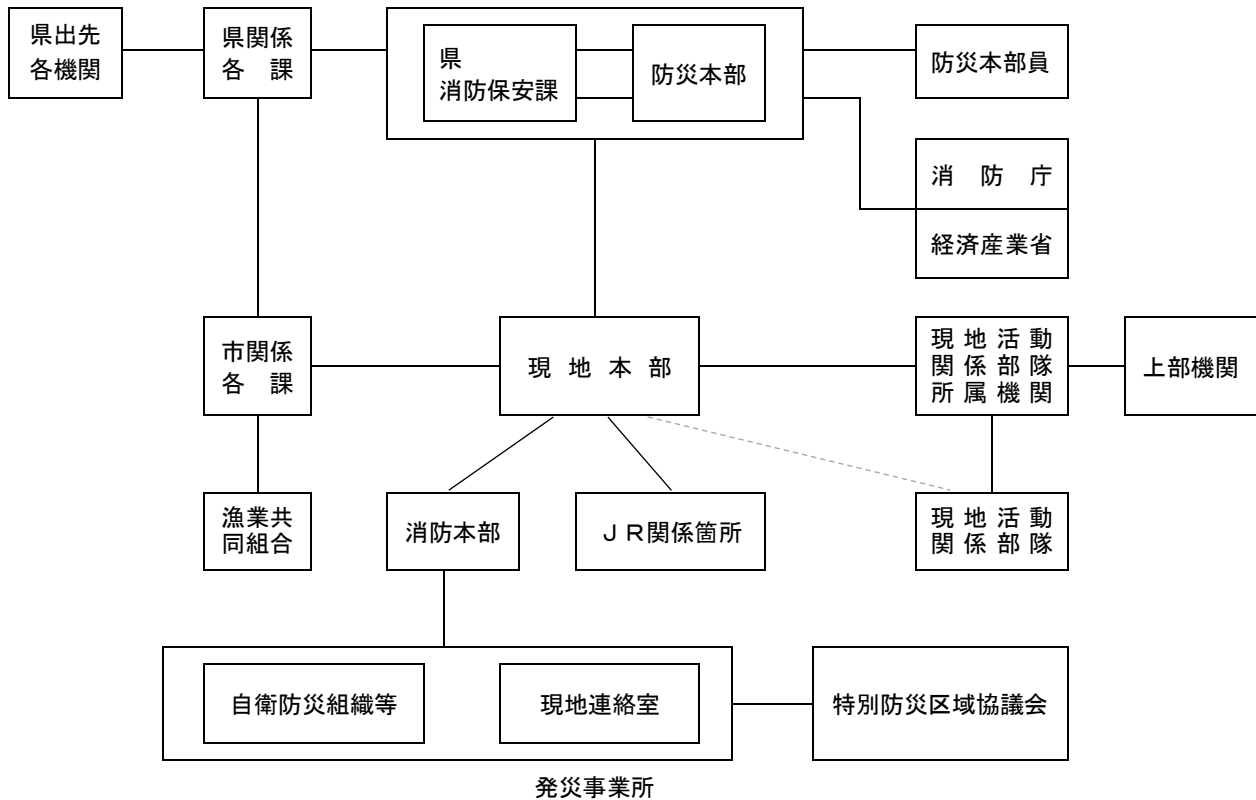 県出先
各機関
県関係
各　課
県
消防保安課
防災本部
防災本部員
消　防　庁
経済産業省
市関係
各　課
現 地 本 部
現 地 活 動
関 係 部 隊
所 属 機 関
上部機関
漁業共
同組合
消防本部
ＪＲ関係箇所
現 地 活 動
関 係 部 隊
自衛防災組織等
現地連絡室
特別防災区域協議会
発災事業所